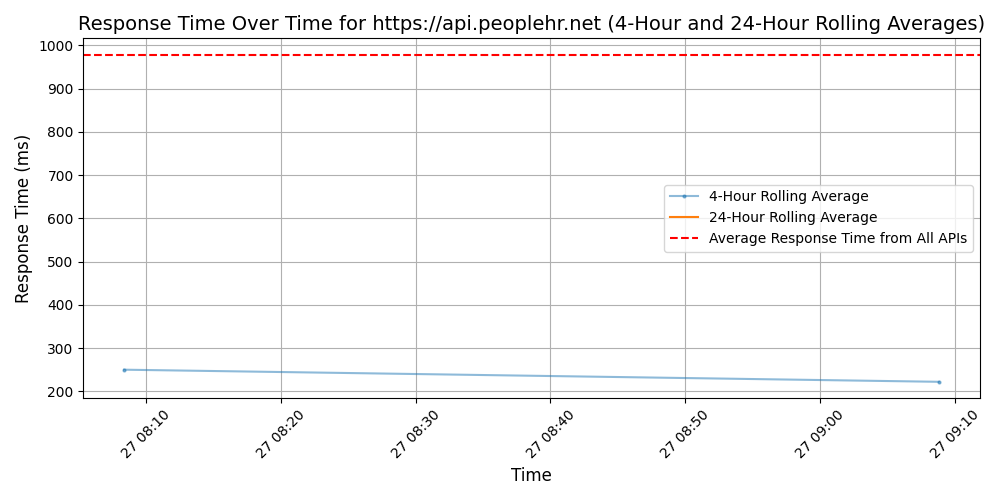 Response Time Over Time for https://api.peoplehr.net (4-Hour and 24-Hour Rolling Averages)
Response Time (ms)
1000
900
800
700
600
500
400
300
200
4-Hour Rolling Average
24-Hour Rolling Average
Average Response Time from All APIs
27 08:10
27 08:20
27 08:30
27 08:40
27 08:50
27 09:00
27 09:10
Time